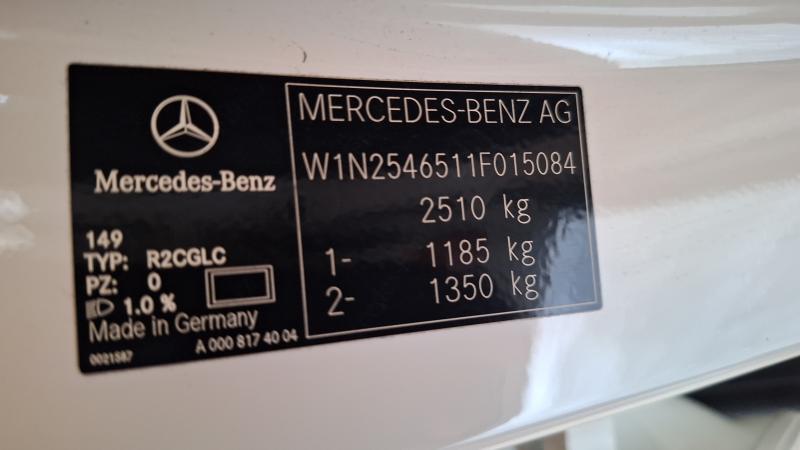 Mercedes-Benz
149
TYP: R2CGLC
PZ: 0
1.0 %
Made in Germany
0021587
A 000 817 40 04
MERCEDES-BENZ AG
W1N2546511F015084
2510 kg
1- 1185 kg
2- 1350 kg